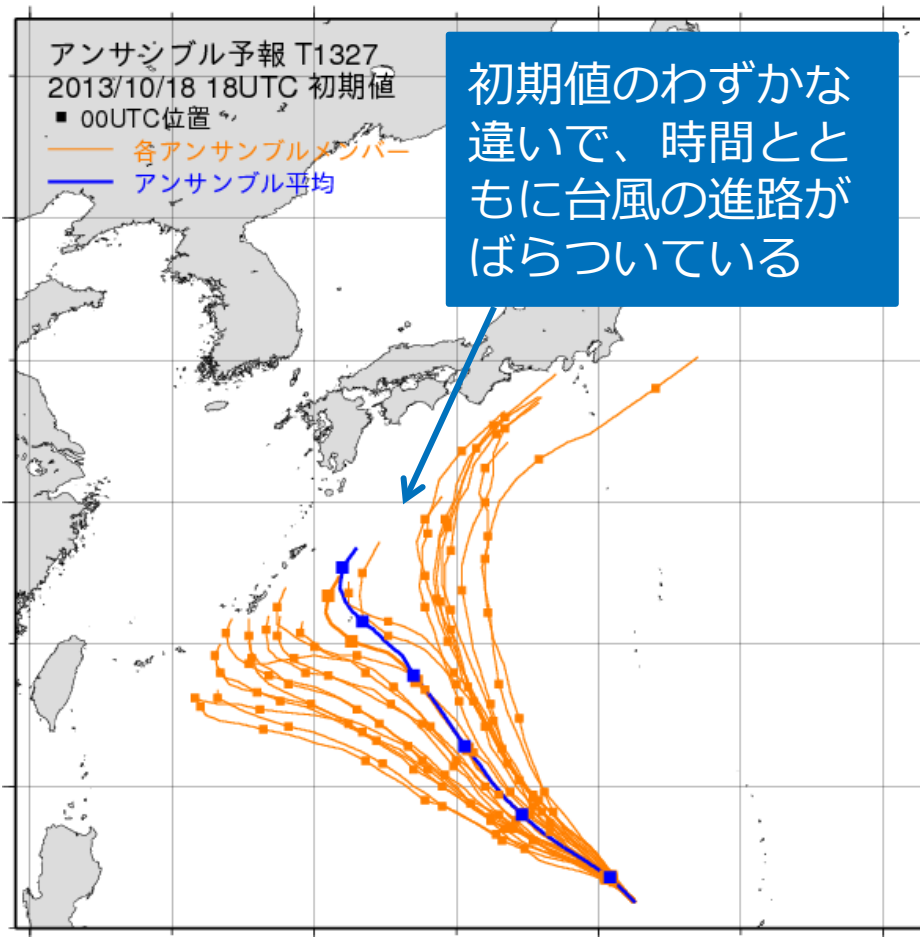 アンサンブル予報 T1327
2013/10/18 18UTC 初期値
■ 00UTC位置
各アンサンブルメンバー
アンサンブル平均
初期値のわずかな
違いで、時間とと
もに台風の進路が
ばらついている